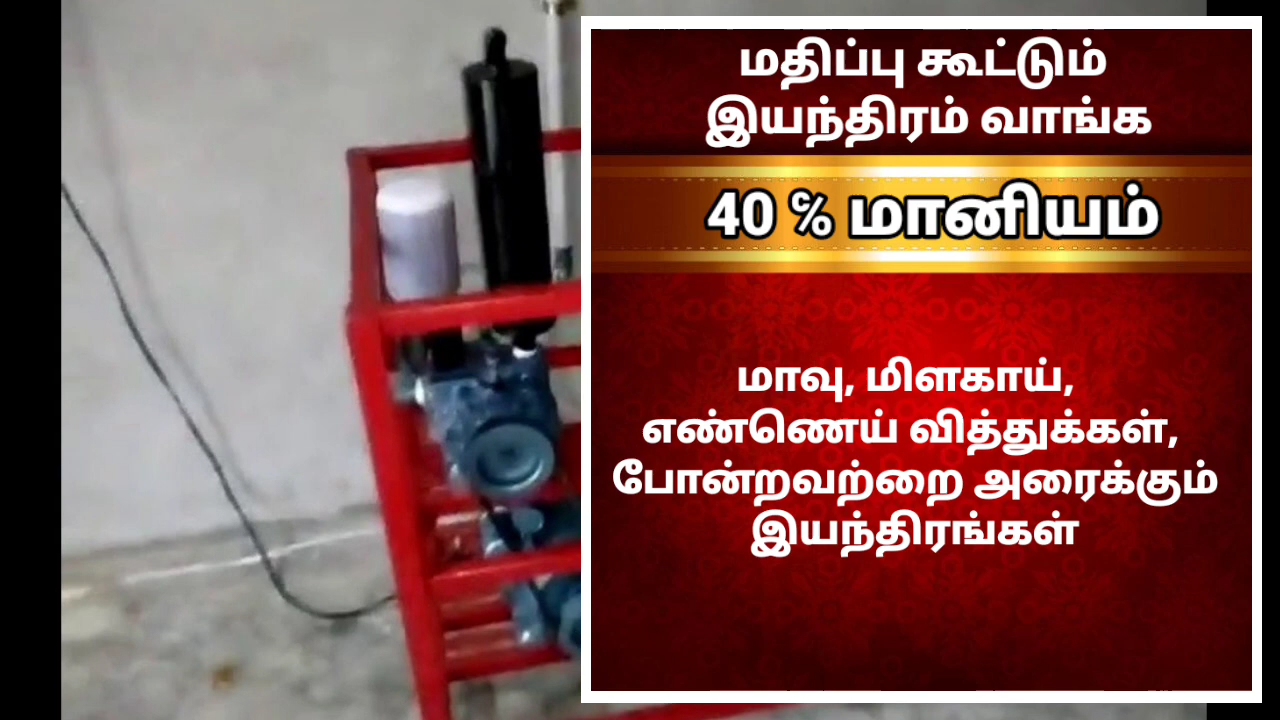 மதிப்பு கூட்டும்
இயந்திரம் வாங்க
40 % மானியம்
மாவு, மிளகாய்,
எண்ணெய் வித்துக்கள்,
போன்றவற்றை அரைக்கும்
இயந்திரங்கள்